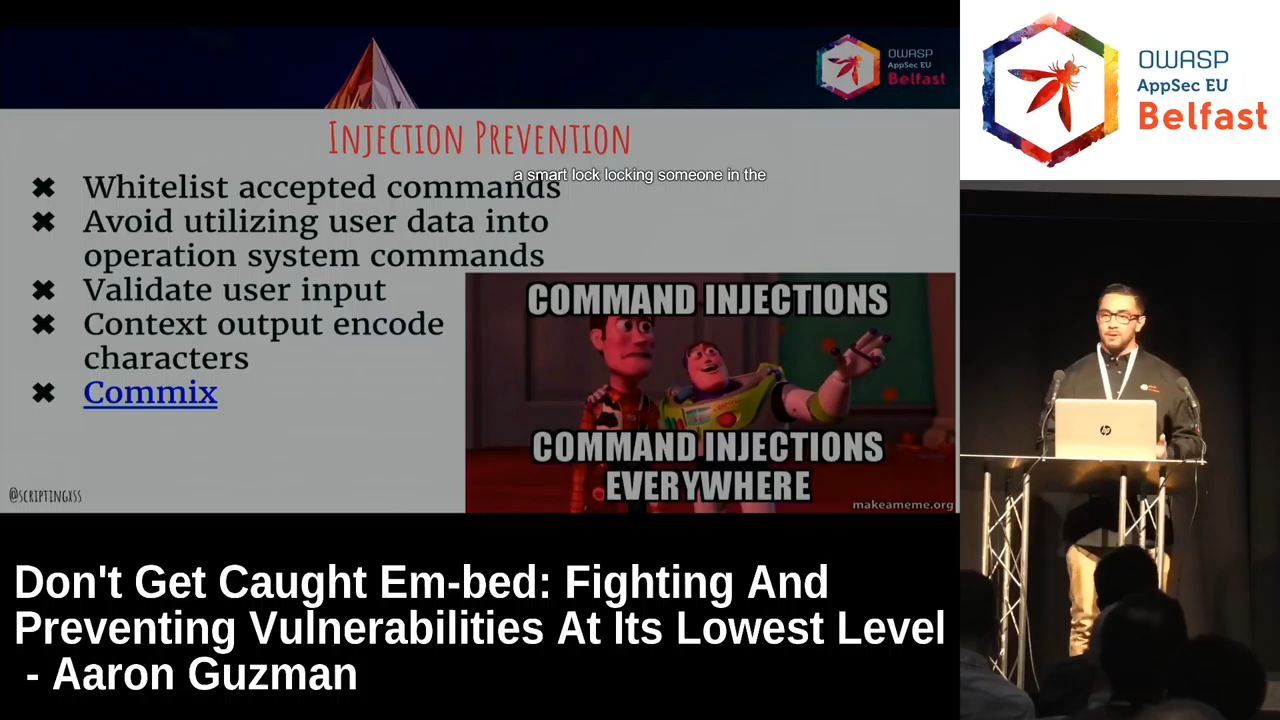 OWASP
AppSec EU
Belfast
INJECTION PREVENTION
a smart lock locking someone in the
✖ Whitelist accepted commands
✖ Avoid utilizing user data into
operation system commands
✖ Validate user input
✖ Context output encode
characters
✖ Commix
COMMAND INJECTIONS
COMMAND INJECTIONS
EVERYWHERE
makeameme.org
@SCRIPTINGXSS
OWASP
AppSec EU
Belfast
hp
Don't Get Caught Em-bed: Fighting And
Preventing Vulnerabilities At Its Lowest Level
- Aaron Guzman